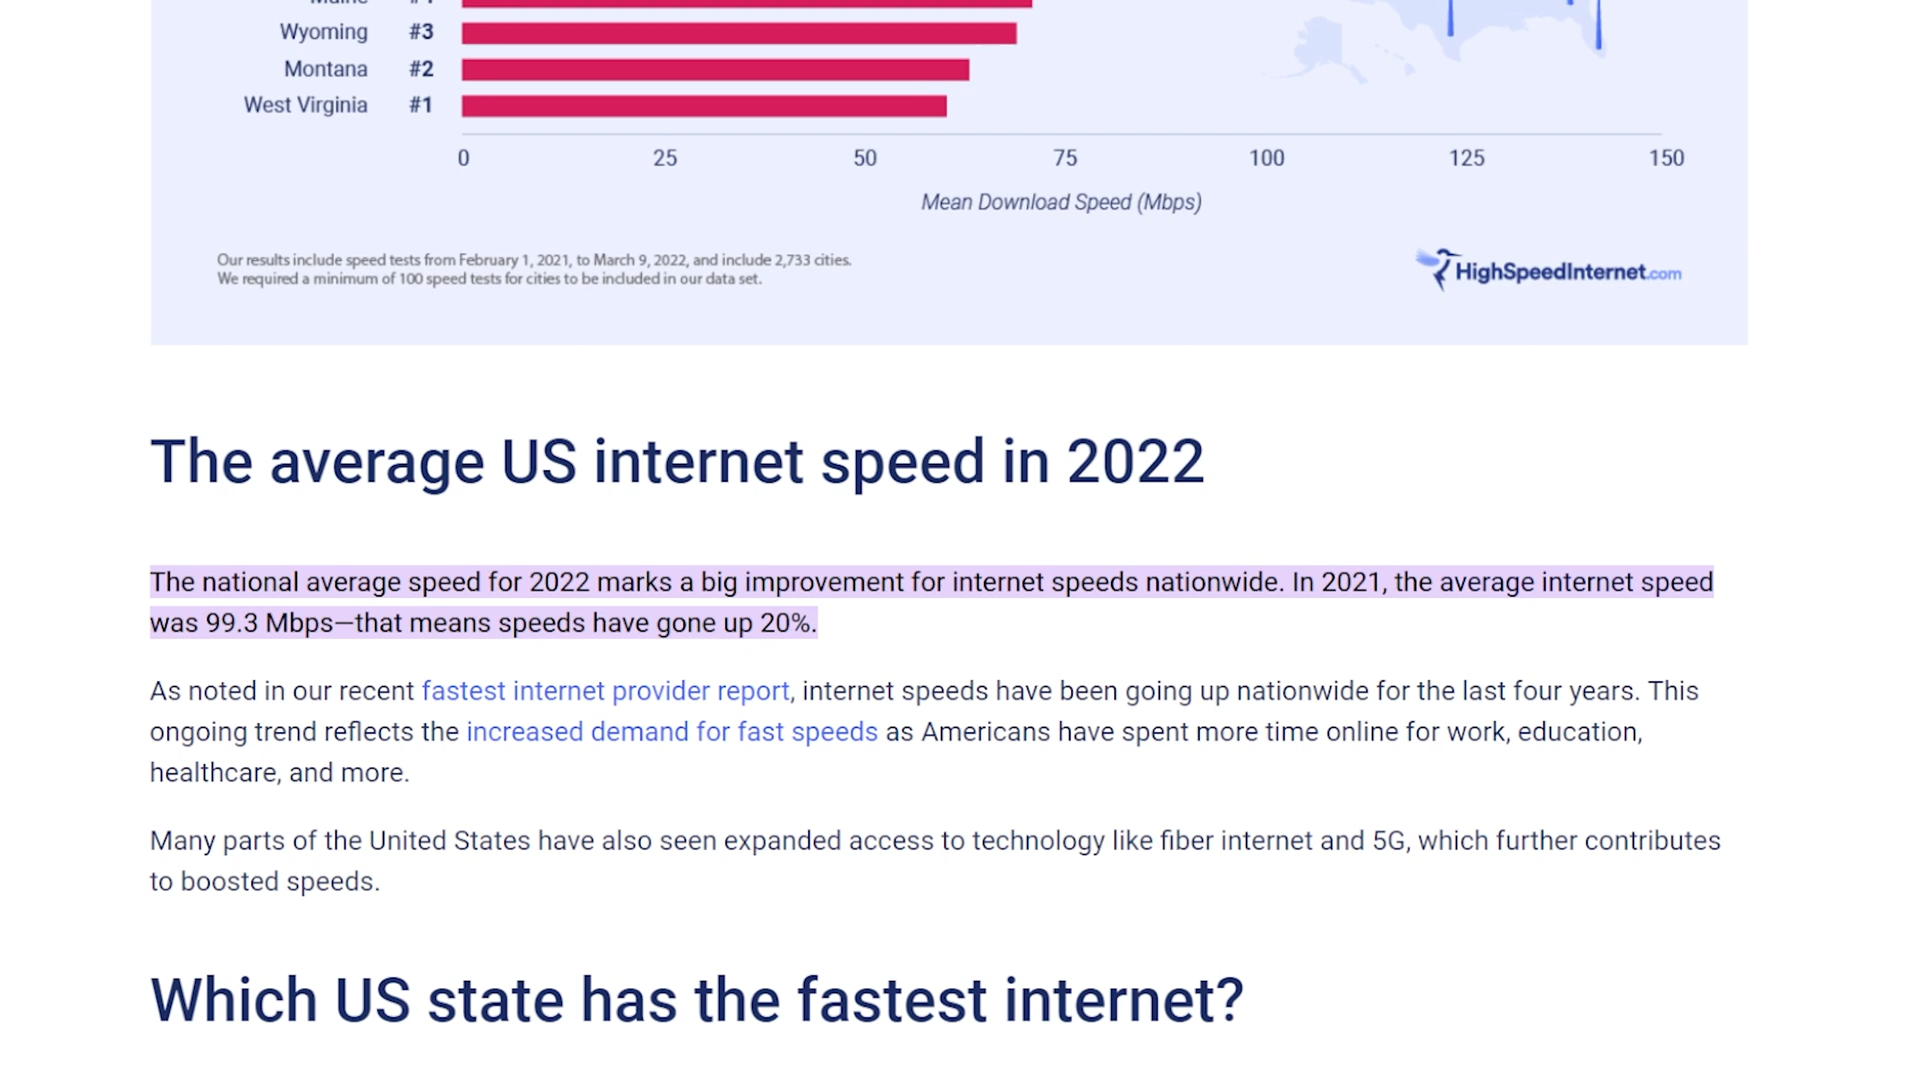 Wyoming #3
Montana #2
West Virginia #1
0 25 50 75 100 125 150
Mean Download Speed (Mbps)
Our results include speed tests from February 1, 2021, to March 9, 2022, and include 2,733 cities.
We required a minimum of 100 speed tests for cities to be included in our data set.
HighSpeedInternet.com
The average US internet speed in 2022
The national average speed for 2022 marks a big improvement for internet speeds nationwide. In 2021, the average internet speed
was 99.3 Mbps—that means speeds have gone up 20%.
As noted in our recent fastest internet provider report, internet speeds have been going up nationwide for the last four years. This
ongoing trend reflects the increased demand for fast speeds as Americans have spent more time online for work, education,
healthcare, and more.
Many parts of the United States have also seen expanded access to technology like fiber internet and 5G, which further contributes
to boosted speeds.
Which US state has the fastest internet?